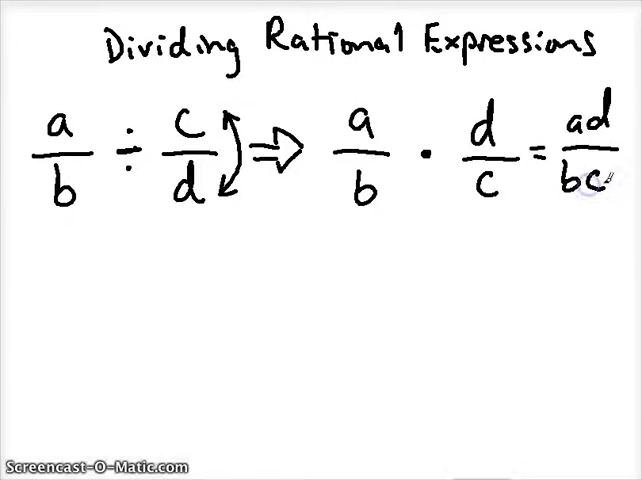 Dividing Rational Expressions
a/b ÷ c/d ⇒ a/b · d/c = ad/bc
Screencast-O-Matic.com